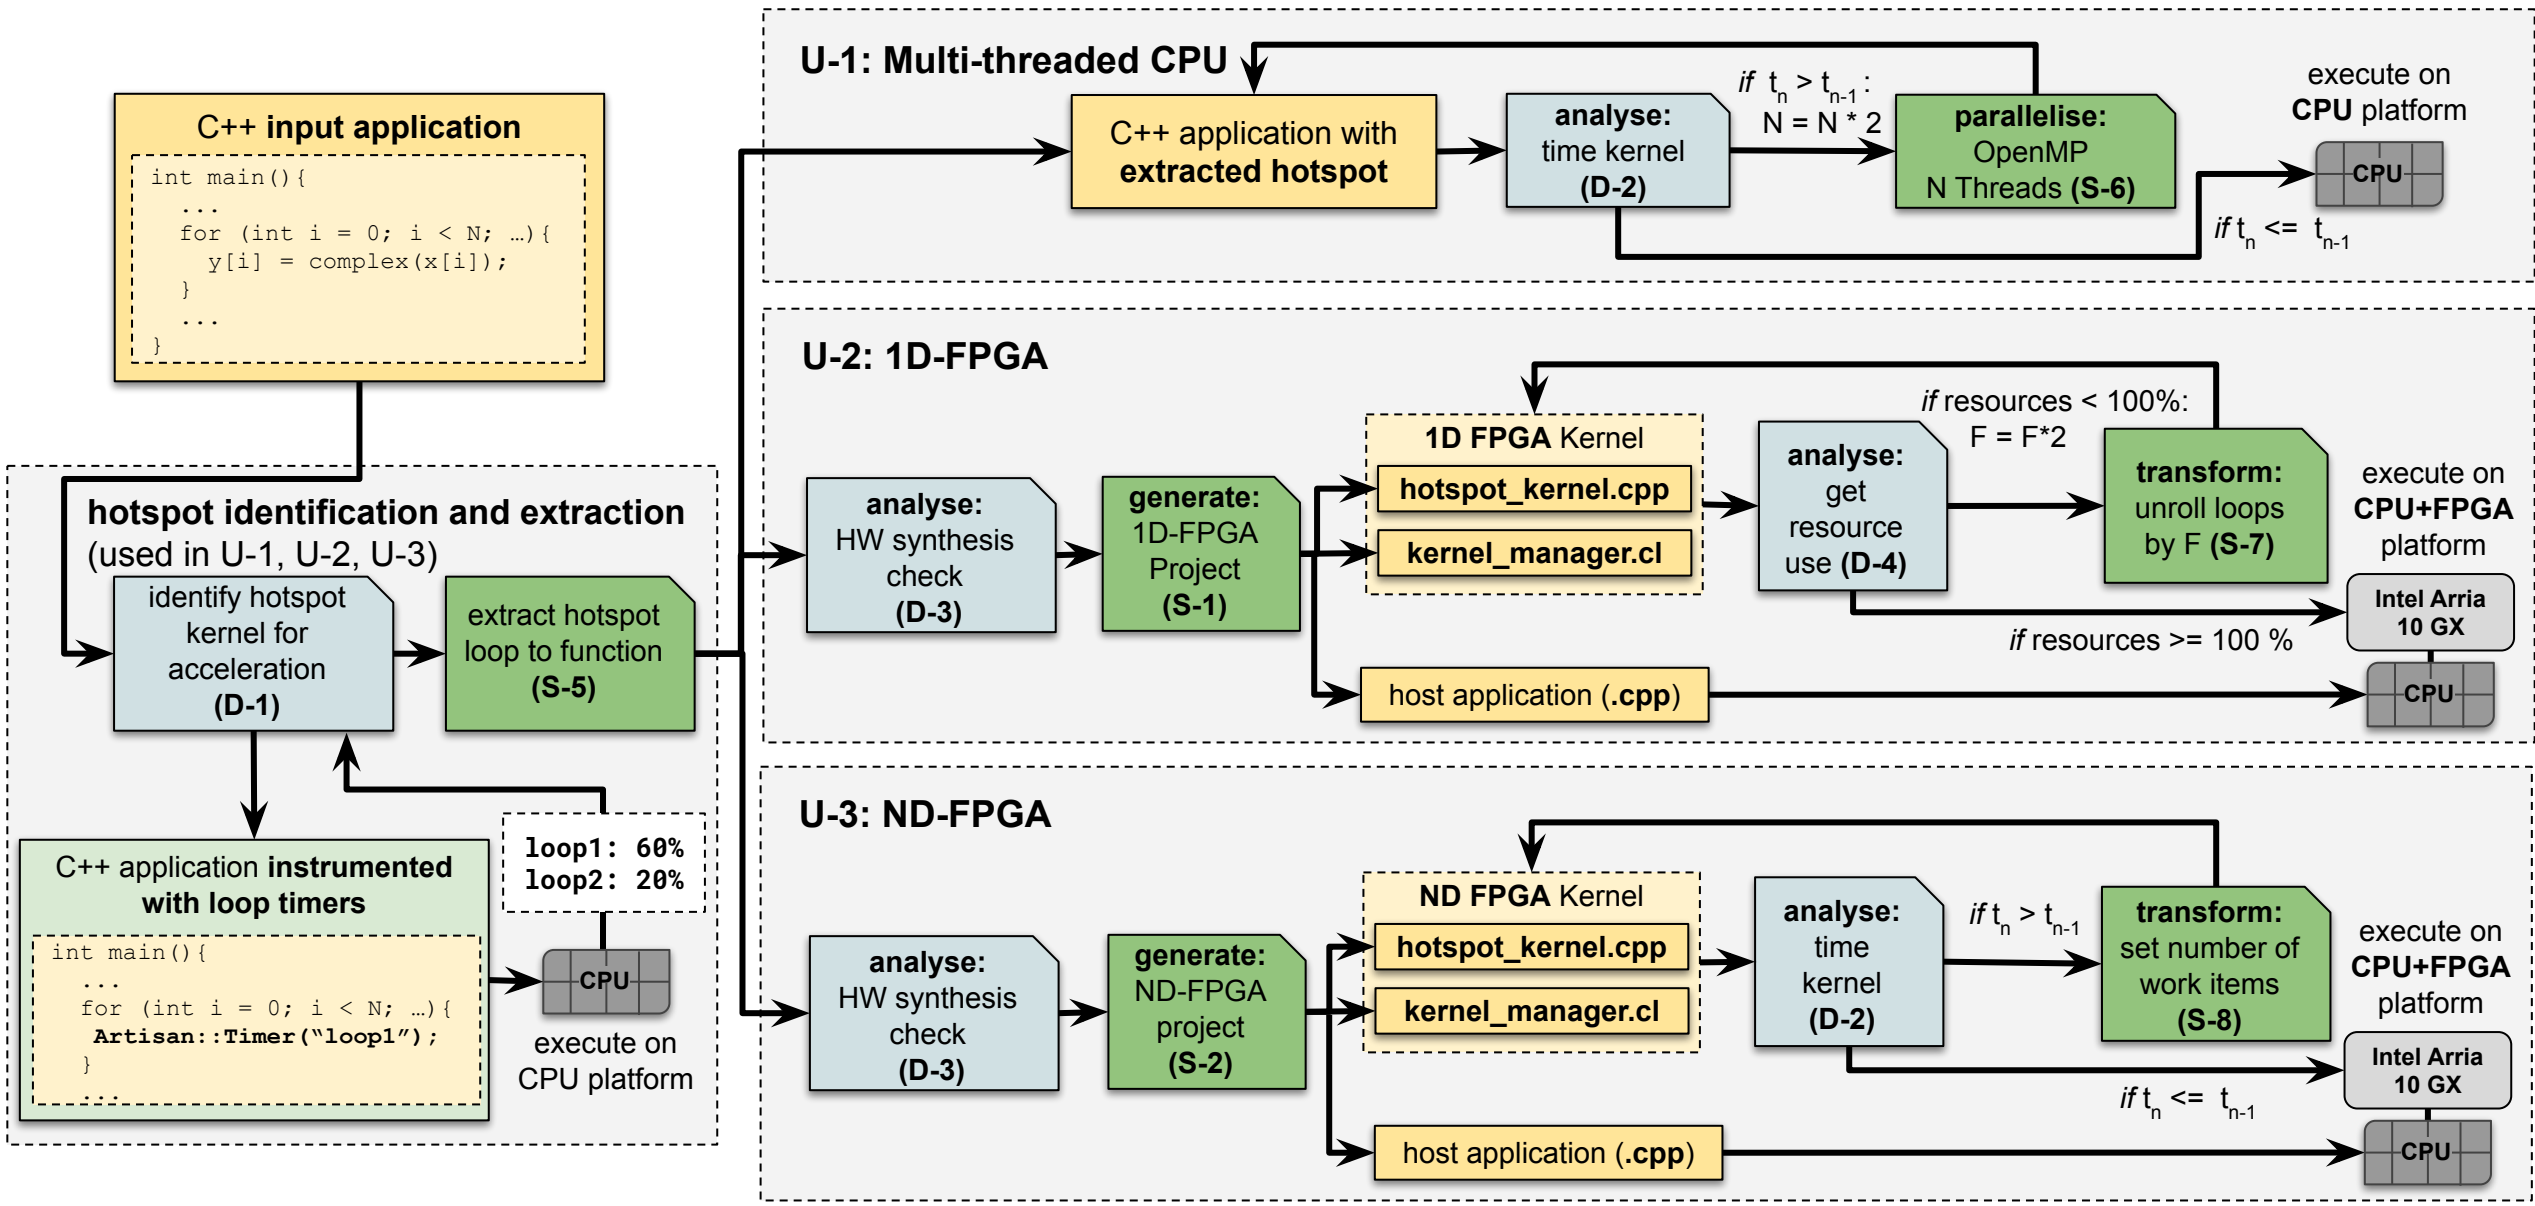 C++ input application
int main(){
...
for (int i = 0; i < N; …){
y[i] = complex(x[i]);
}
...
}
hotspot identification and extraction
(used in U-1, U-2, U-3)
identify hotspot
kernel for
acceleration
(D-1)
extract hotspot
loop to function
(S-5)
loop1: 60%
loop2: 20%
C++ application instrumented
with loop timers
int main(){
...
for (int i = 0; i < N; …){
Artisan::Timer(“loop1”);
}
...
CPU
execute on
CPU platform
U-1: Multi-threaded CPU
C++ application with
extracted hotspot
analyse:
time kernel
(D-2)
if tn > tn-1 :
N = N * 2
parallelise:
OpenMP
N Threads (S-6)
if tn <= tn-1
execute on
CPU platform
CPU
U-2: 1D-FPGA
analyse:
HW synthesis
check
(D-3)
generate:
1D-FPGA
Project
(S-1)
1D FPGA Kernel
hotspot_kernel.cpp
kernel_manager.cl
host application (.cpp)
analyse:
get
resource
use (D-4)
if resources < 100%:
F = F*2
transform:
unroll loops
by F (S-7)
if resources >= 100 %
execute on
CPU+FPGA
platform
Intel Arria
10 GX
CPU
U-3: ND-FPGA
analyse:
HW synthesis
check
(D-3)
generate:
ND-FPGA
project
(S-2)
ND FPGA Kernel
hotspot_kernel.cpp
kernel_manager.cl
host application (.cpp)
analyse:
time
kernel
(D-2)
if tn > tn-1
transform:
set number of
work items
(S-8)
if tn <= tn-1
execute on
CPU+FPGA
platform
Intel Arria
10 GX
CPU